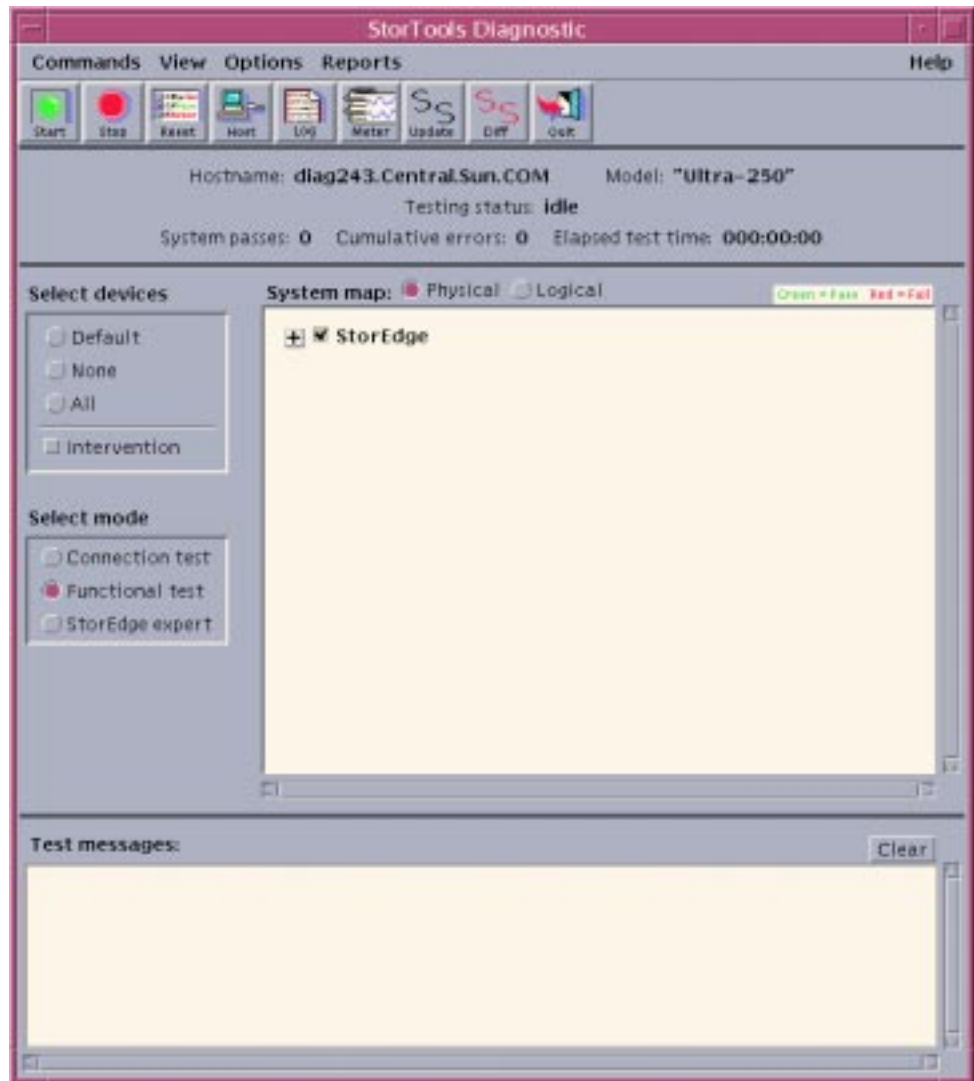 StorTools Diagnostic
Commands View Options Reports Help
Start Stop Reset Host Log Meter Update Diff Quit
Hostname: diag243.Central.Sun.COM Model: "Ultra-250"
Testing status: idle
System passes: 0 Cumulative errors: 0 Elapsed test time: 000:00:00
Select devices
System map: Physical Logical Green = Pass Red = Fail
Default
None
All
Intervention
StorEdge
Select mode
Connection test
Functional test
StorEdge expert
Test messages:
Clear